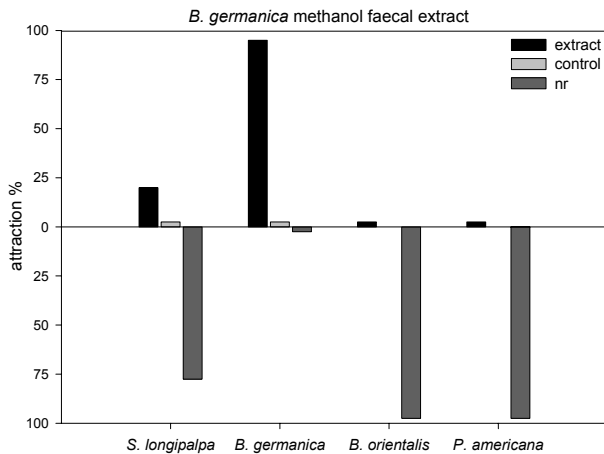 B. germanica methanol faecal extract
extract
control
nr
attraction %
100
75
50
25
0
25
50
75
100
S. longipalpa B. germanica B. orientalis P. americana